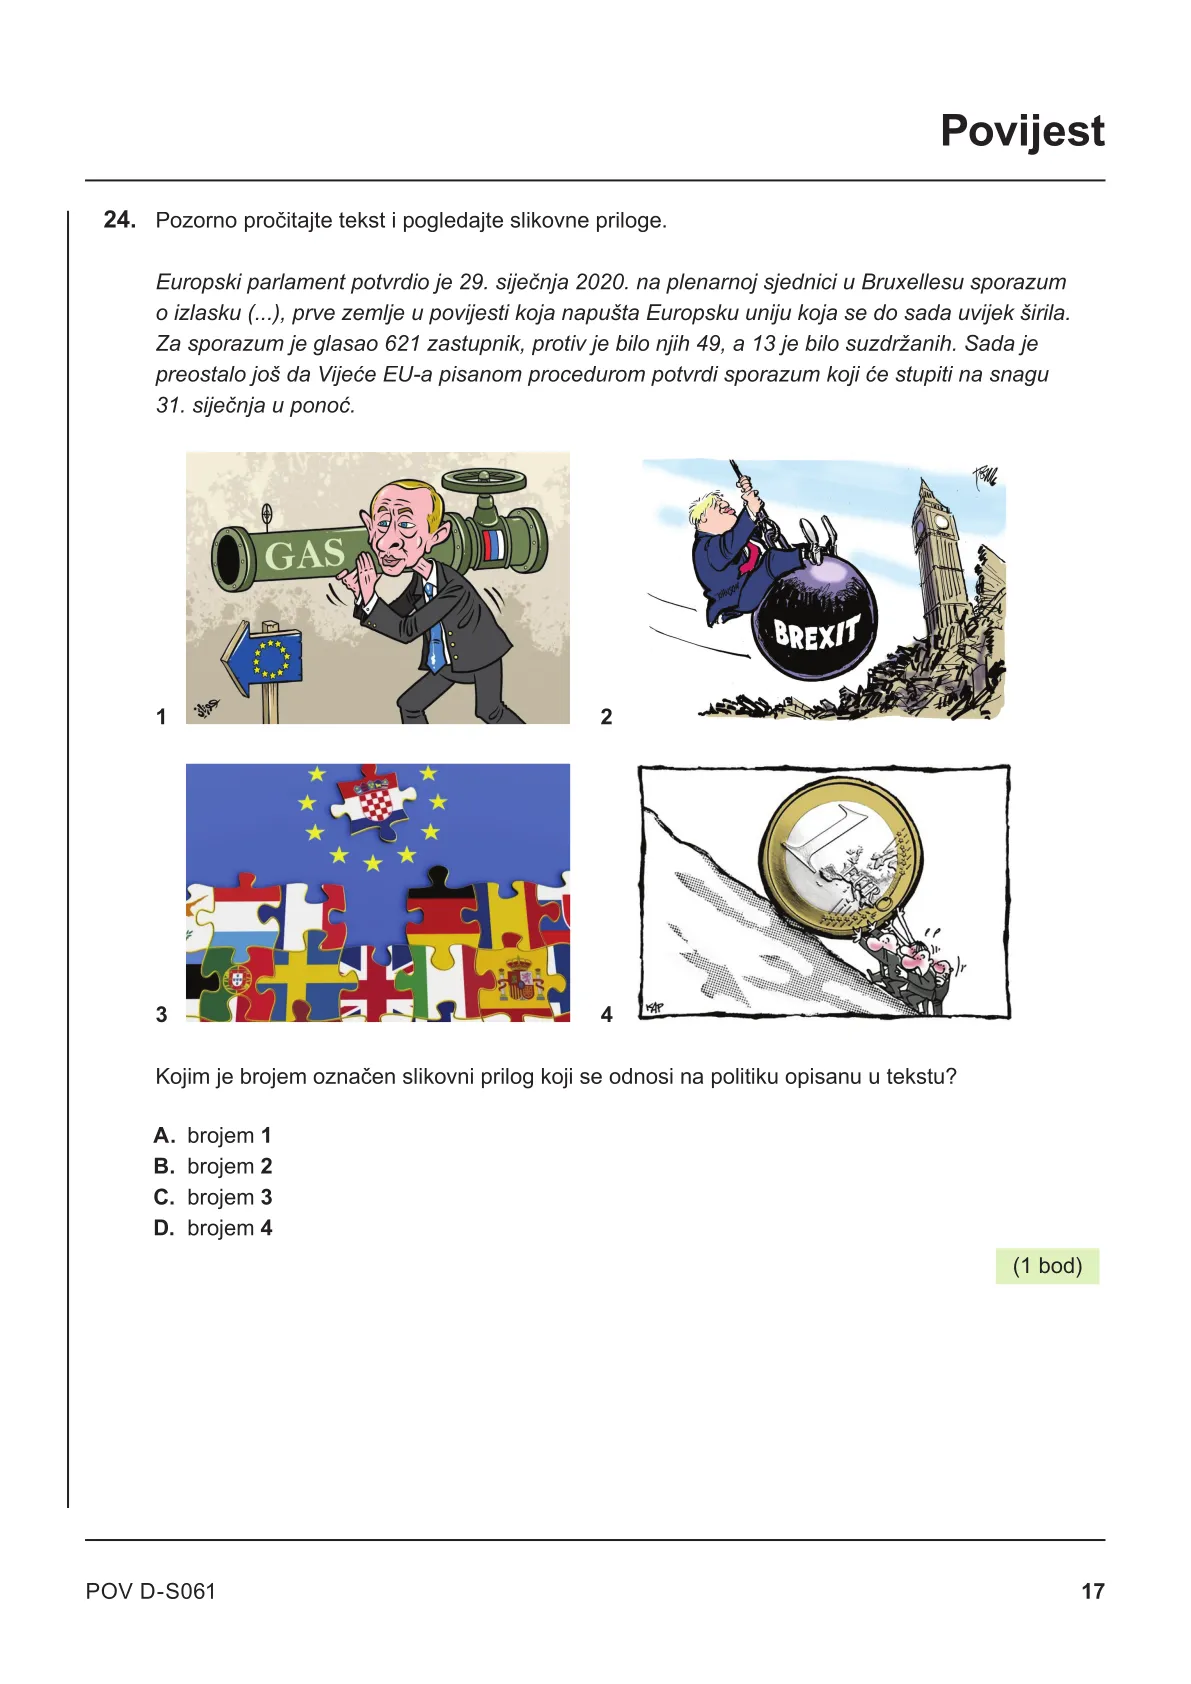 Povijest
24. Pozorno pročitajte tekst i pogledajte slikovne priloge.
Europski parlament potvrdio je 29. siječnja 2020. na plenarnoj sjednici u Bruxellesu sporazum
o izlasku (...), prve zemlje u povijesti koja napušta Europsku uniju koja se do sada uvijek širila.
Za sporazum je glasao 621 zastupnik, protiv je bilo njih 49, a 13 je bilo suzdržanih. Sada je
preostalo još da Vijeće EU-a pisanom procedurom potvrdi sporazum koji će stupiti na snagu
31. siječnja u ponoć.
GAS
1
JOHNSON
BREXIT
2
3
1
EUR
KAP
4
Kojim je brojem označen slikovni prilog koji se odnosi na politiku opisanu u tekstu?
A. brojem 1
B. brojem 2
C. brojem 3
D. brojem 4
(1 bod)
POV D-S061
17